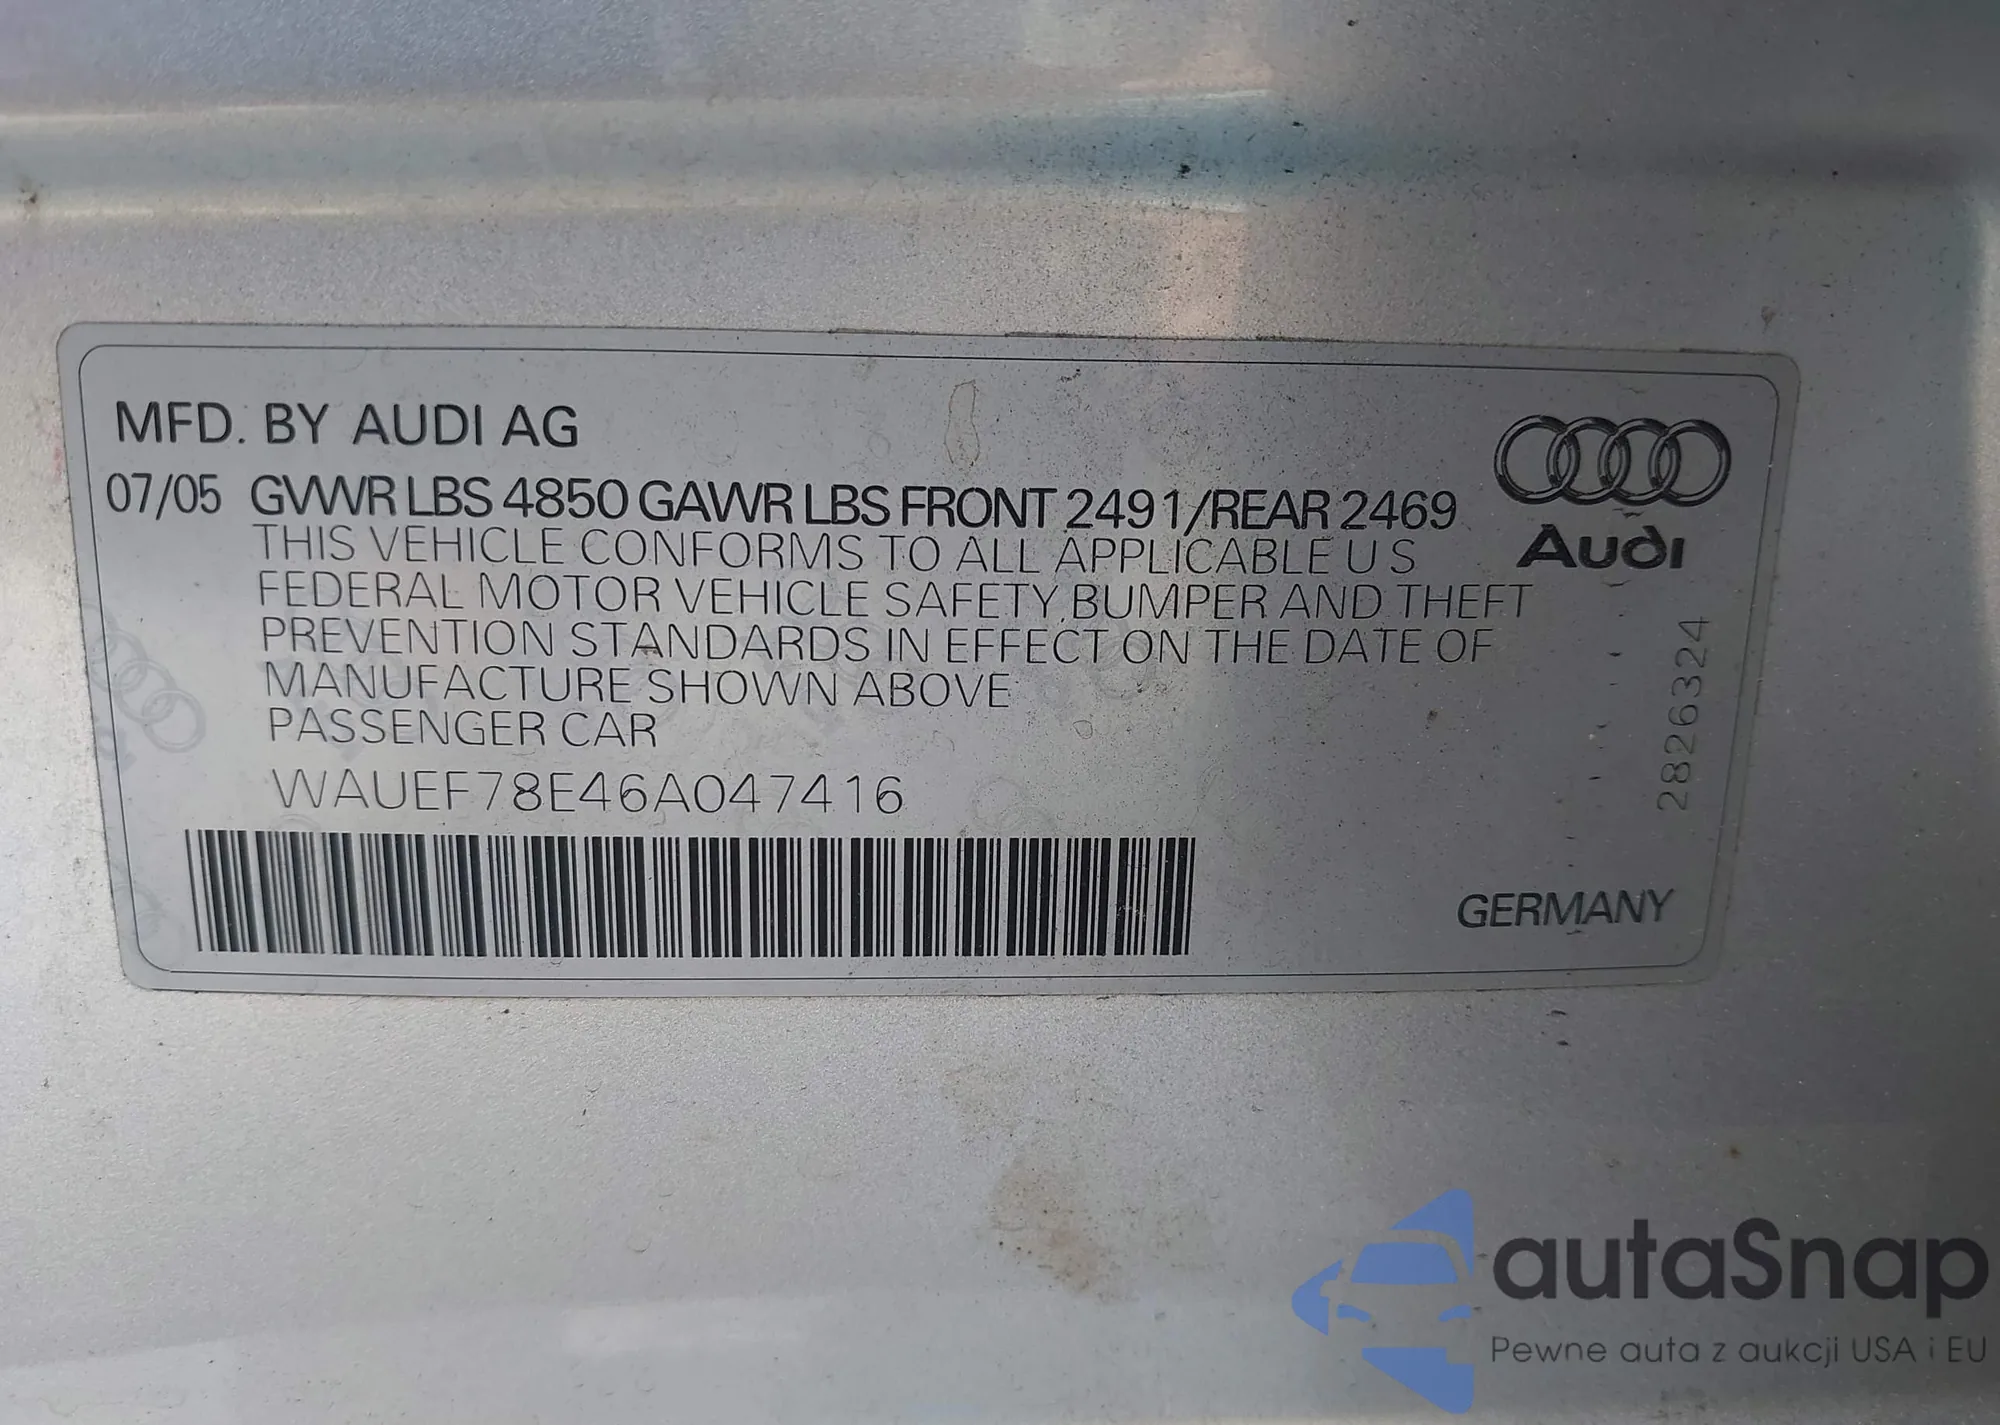 MFD. BY AUDI AG
07/05 GVWR LBS 4850 GAWR LBS FRONT 2491/REAR 2469
THIS VEHICLE CONFORMS TO ALL APPLICABLE U S
FEDERAL MOTOR VEHICLE SAFETY, BUMPER AND THEFT
PREVENTION STANDARDS IN EFFECT ON THE DATE OF
MANUFACTURE SHOWN ABOVE
PASSENGER CAR
WAUEF78E46A047416
Audi
2826324
GERMANY
autaSnap
Pewne auta z aukcji USA i EU